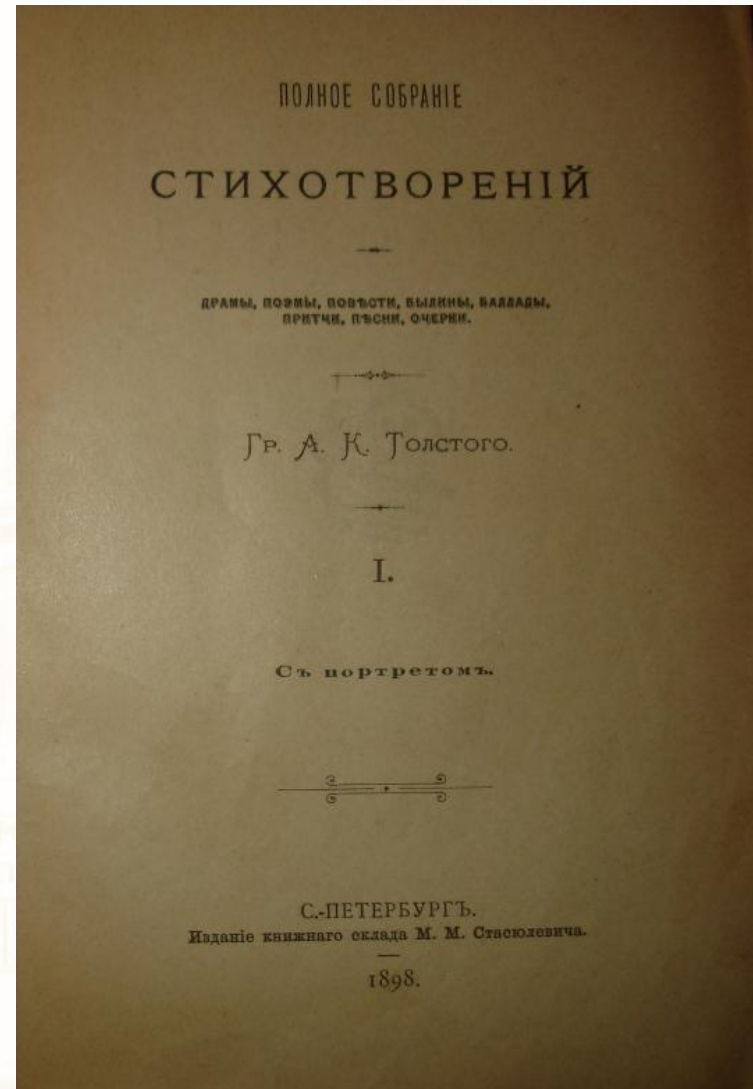 ПОЛНОЕ СОБРАНІЕ
СТИХОТВОРЕНІЙ
ДРАМЫ, ПОЭМЫ, ПОВѢСТИ, БЫЛИНЫ, БАЛЛАДЫ,
ПРИТЧИ, ПѢСНИ, ОЧЕРКИ.
Гр. А. К. Толстого.
I.
Съ портретомъ.
С.-ПЕТЕРБУРГЪ.
Изданіе книжнаго склада М. М. Стасюлевича.
1898.